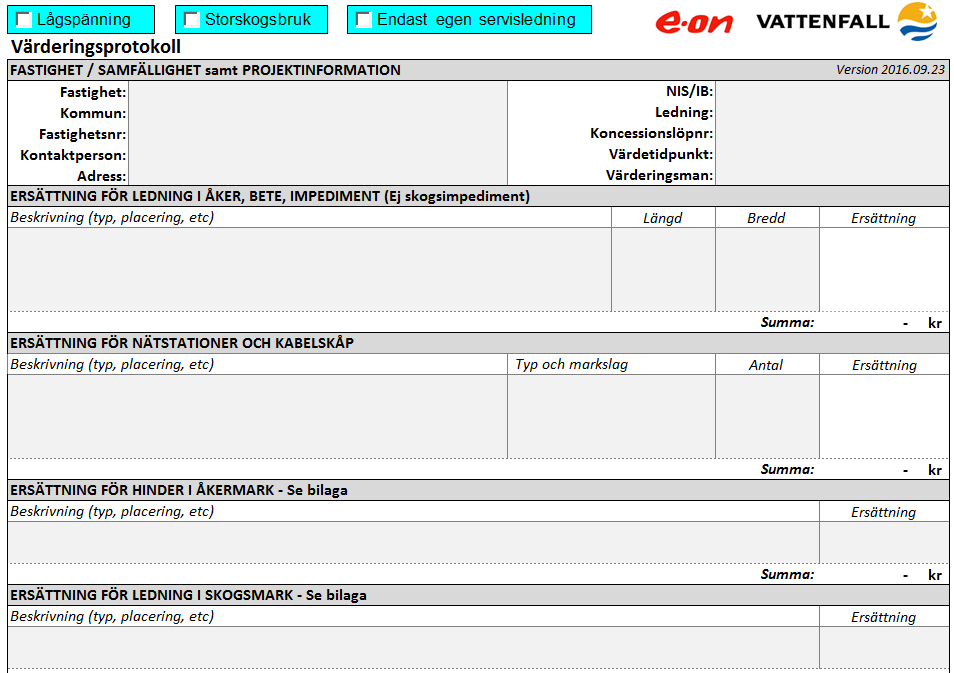 Lågspänning Storskogsbruk Endast egen servisledning e·on VATTENFALL
Värderingsprotokoll
FASTIGHET / SAMFÄLLIGHET samt PROJEKTINFORMATION Version 2016.09.23
Fastighet: NIS/IB:
Kommun: Ledning:
Fastighetsnr: Koncessionslöpnr:
Kontaktperson: Värdetidpunkt:
Adress: Värderingsman:
ERSÄTTNING FÖR LEDNING I ÅKER, BETE, IMPEDIMENT (Ej skogsimpediment)
Beskrivning (typ, placering, etc) Längd Bredd Ersättning
Summa: - kr
ERSÄTTNING FÖR NÄTSTATIONER OCH KABELSKÅP
Beskrivning (typ, placering, etc) Typ och markslag Antal Ersättning
Summa: - kr
ERSÄTTNING FÖR HINDER I ÅKERMARK - Se bilaga
Beskrivning (typ, placering, etc) Ersättning
Summa: - kr
ERSÄTTNING FÖR LEDNING I SKOGSMARK - Se bilaga
Beskrivning (typ, placering, etc) Ersättning